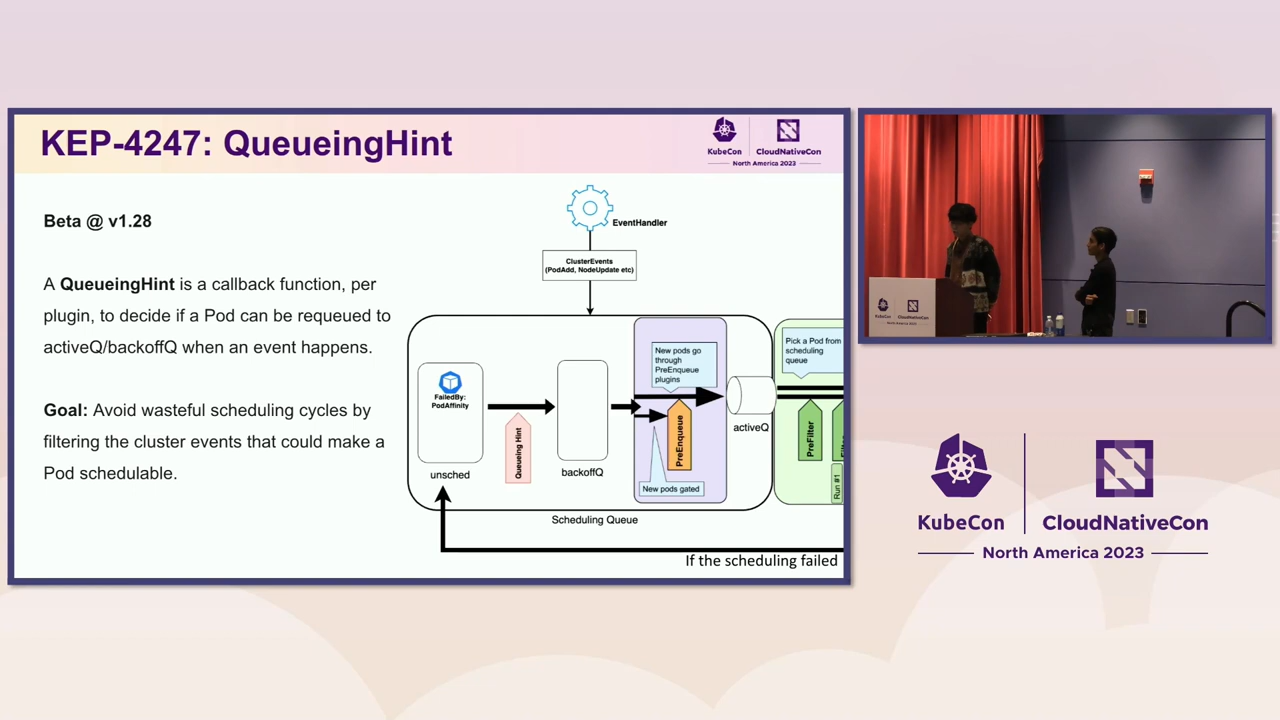 KEP-4247: QueueingHint
KubeCon
CloudNativeCon
North America 2023
Beta @ v1.28
A QueueingHint is a callback function, per
plugin, to decide if a Pod can be requeued to
activeQ/backoffQ when an event happens.
Goal: Avoid wasteful scheduling cycles by
filtering the cluster events that could make a
Pod schedulable.
EventHandler
ClusterEvents
(PodAdd, NodeUpdate etc)
FailedBy:
PodAffinity
unsched
Queueing Hint
backoffQ
New pods go
through
PreEnqueue
plugins
PreEnqueue
New pods gated
activeQ
Pick a Pod from
scheduling
queue
PreFilter
Run #1
Scheduling Queue
If the scheduling failed
KubeCon
CloudNativeCon
North America 2023